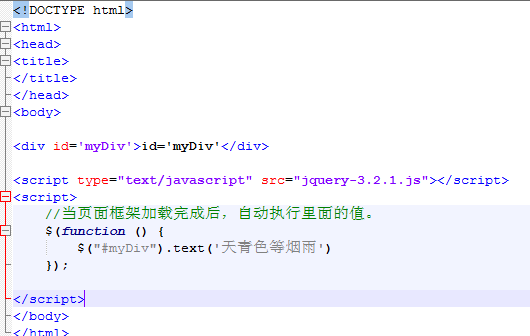 <!DOCTYPE html>
<html>
<head>
<title>
</title>
</head>
<body>
<div id='myDiv'>id='myDiv'</div>
<script type="text/javascript" src="jquery-3.2.1.js"></script>
<script>
//当页面框架加载完成后，自动执行里面的值。
$(function () {
$("#myDiv").text('天青色等烟雨')
});
</script>
</body>
</html>